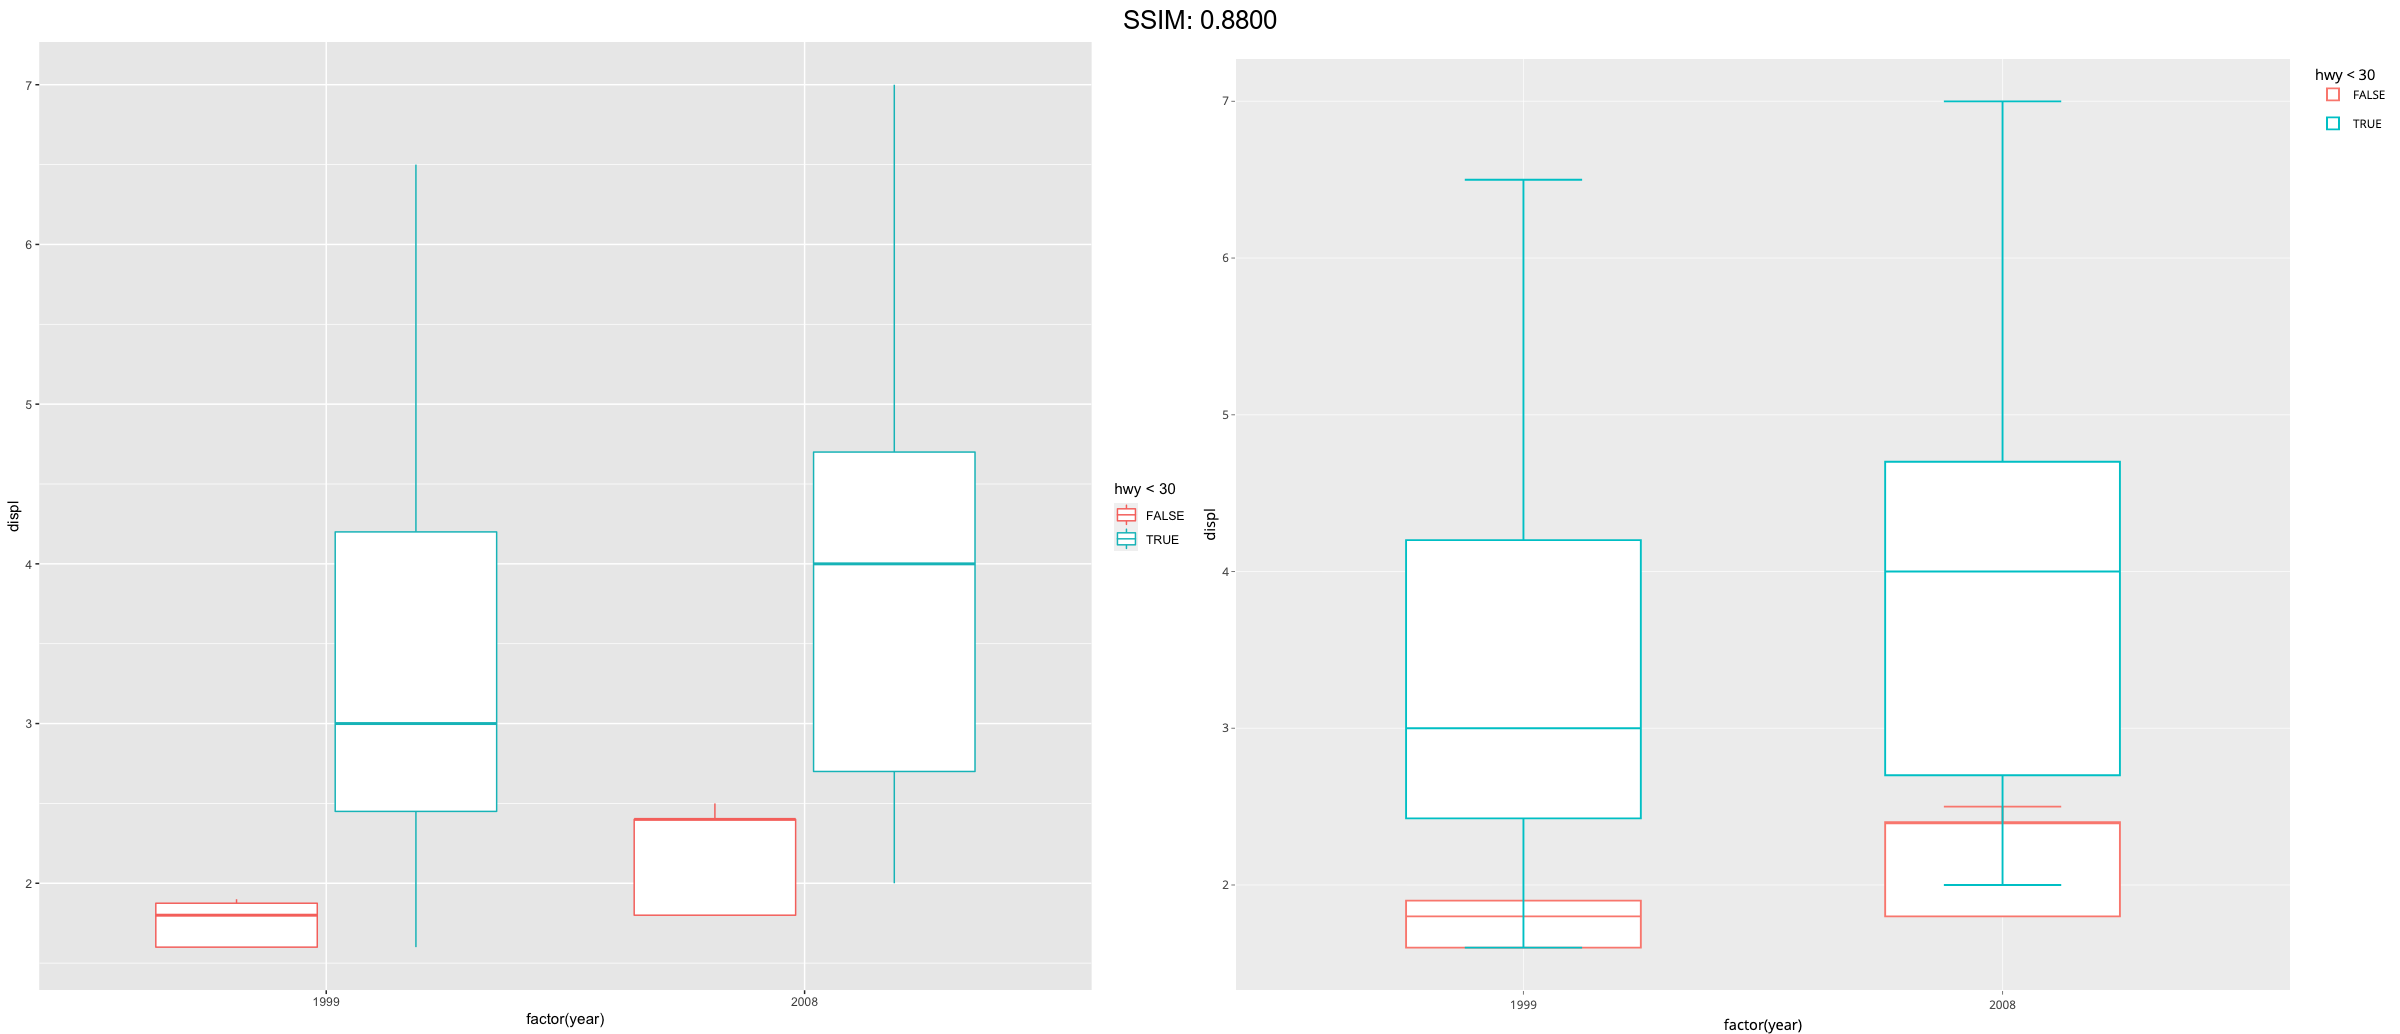 SSIM: 0.8800
7
6
5
4
3
2
displ
1999
2008
factor(year)
hwy < 30
FALSE
TRUE
7
6
5
4
3
2
displ
1999
2008
factor(year)
hwy < 30
FALSE
TRUE